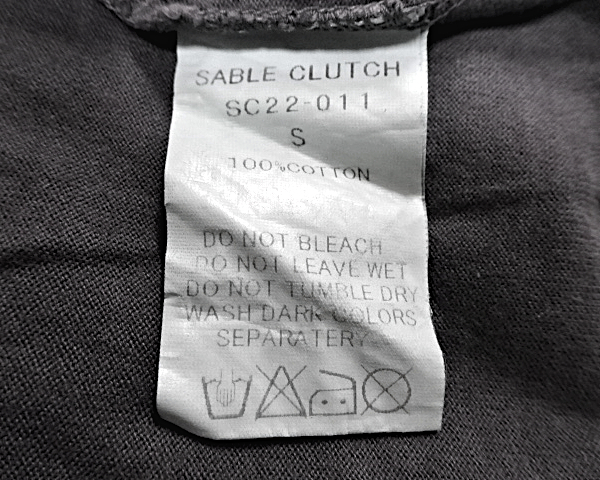 SABLE CLUTCH
SC22-011
S
100%COTTON
DO NOT BLEACH
DO NOT LEAVE WET
DO NOT TUMBLE DRY
WASH DARK COLORS
SEPARATERY